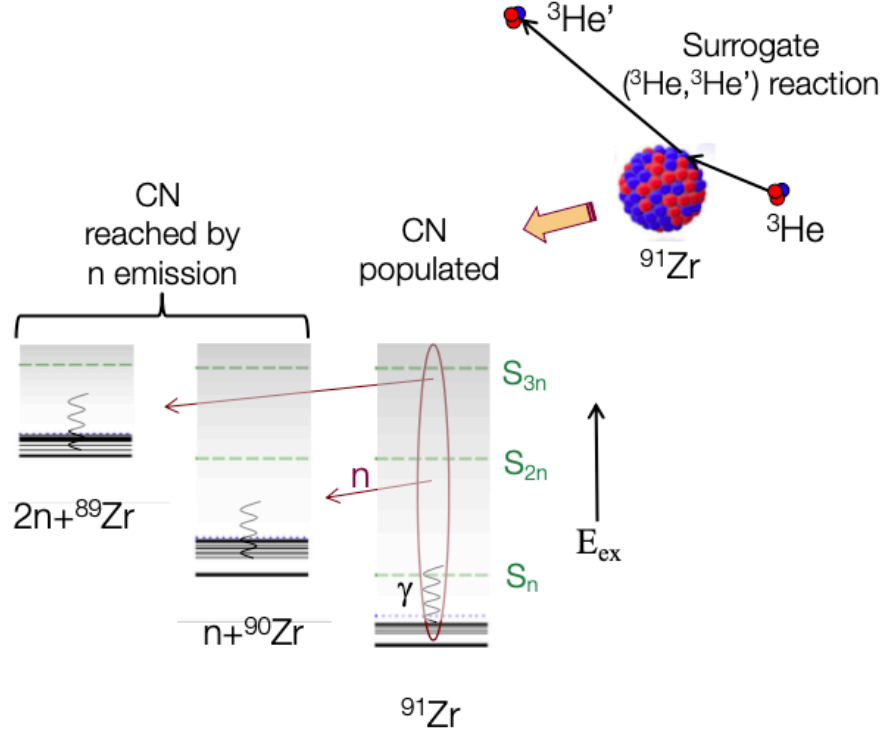 ³He’
Surrogate
(³He,³He’) reaction
³He
⁹¹Zr
CN
reached by
n emission
CN
populated
S₃ₙ
S₂ₙ
n
Sₙ
γ
Eₑₓ
2n+⁸⁹Zr
n+⁹⁰Zr
⁹¹Zr